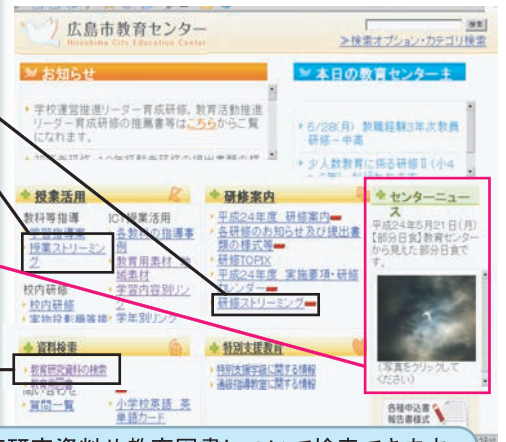 広島市教育センター
Hiroshima City Education Center
検索
≫検索オプション・カテゴリ検索
お知らせ
学校運営推進リーダー育成研修、教育活動推進
リーダー育成研修の推薦書等はこちらからご覧
になれます。
本日の教育センター主
5/28(月) 教職経験3年次教員
研修－中高
少人数教育に係る研修Ⅱ(小4
授業活用
教科等指導
学習指導案
授業ストリーミン
グ
校内研修
校内研修
実物投影機等接
ICT授業活用
各教科の指導事
例
教育用素材 地
域素材
学習内容別リン
学年別リンク
研修案内
平成24年度 研修案内
各研修のお知らせ及び提出書
類の様式等
研修TOPIX
平成24年度 実施要項・研修
カレンダー
研修ストリーミング
センターニュー
ス
平成24年5月21日(月)
【部分日食】教育センター
から見えた部分日食で
す。
(写真をクリックして
ください)
資料検索
教育研究資料の検索
教育用図書
問い合わせ
質問一覧
小学校英語 英
単語カード
特別支援教育
特別支援学級に関する情報
通級指導教室に関する情報
各種申込書
報告書様式
研究資料や教育図書について検索できます